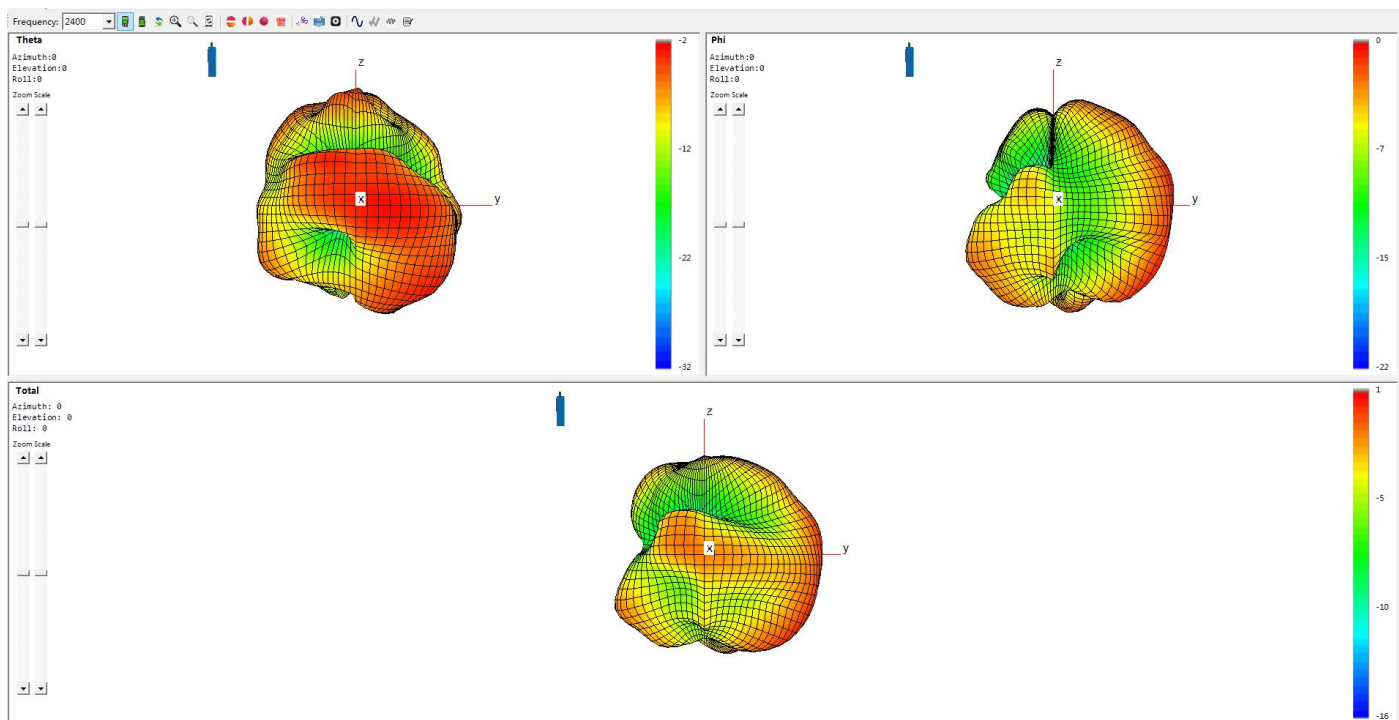 Frequency: 2400
Theta
Azimuth:0
Elevation:0
Roll:0
Zoom Scale
z
x
y
-2
-12
-22
-32
Phi
Azimuth:0
Elevation:0
Roll:0
Zoom Scale
z
x
y
0
-7
-15
-22
Total
Azimuth: 0
Elevation: 0
Roll: 0
Zoom Scale
z
x
y
1
-5
-10
-16